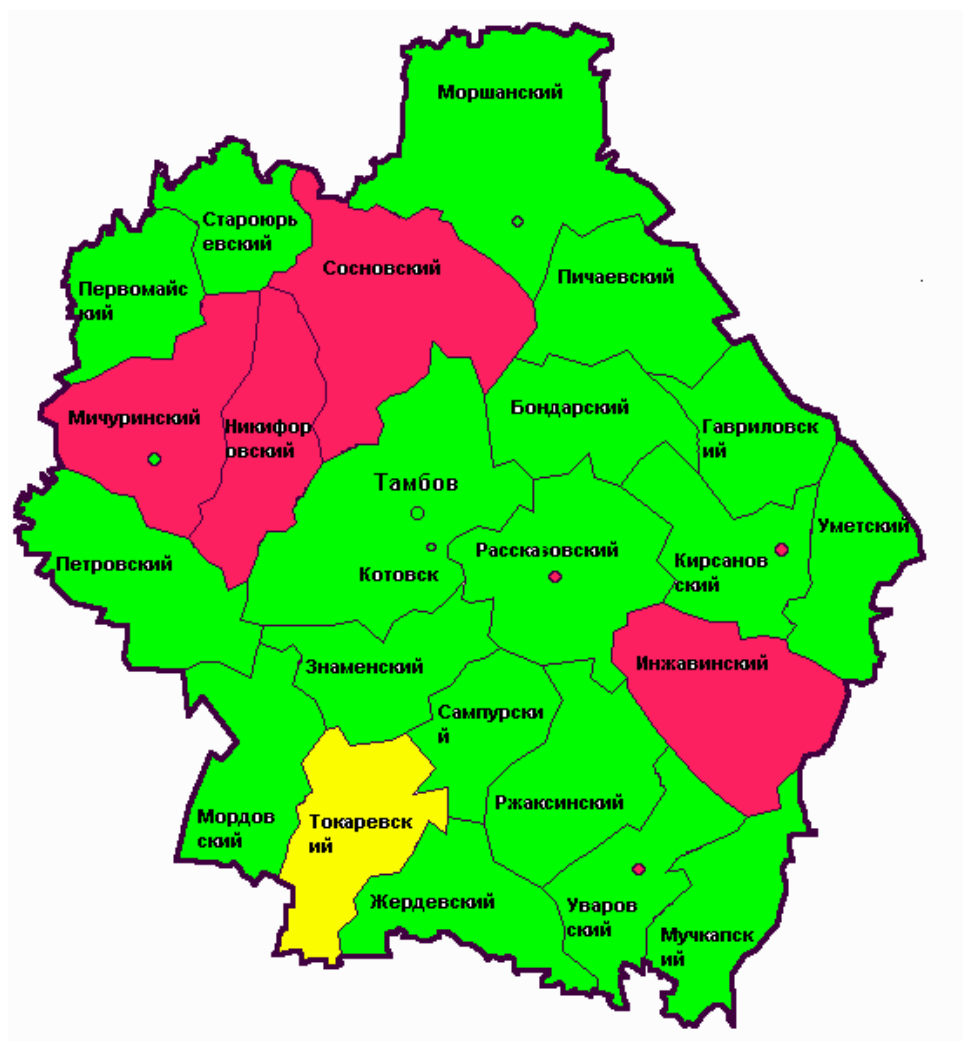 Моршанский
Староюрь
евский
Сосновский
Пичаевский
Первомайс
кий
Мичуринский
Никифор
овский
Бондарский
Гавриловск
ий
Тамбов
Уметский
Рассказовский
Кирсанов
ский
Петровский
Котовск
Знаменский
Инжавинский
Сампурски
й
Ржаксинский
Мордов
ский
Токаревск
ий
Жердевский
Уваров
ский
Мучкапск
ий